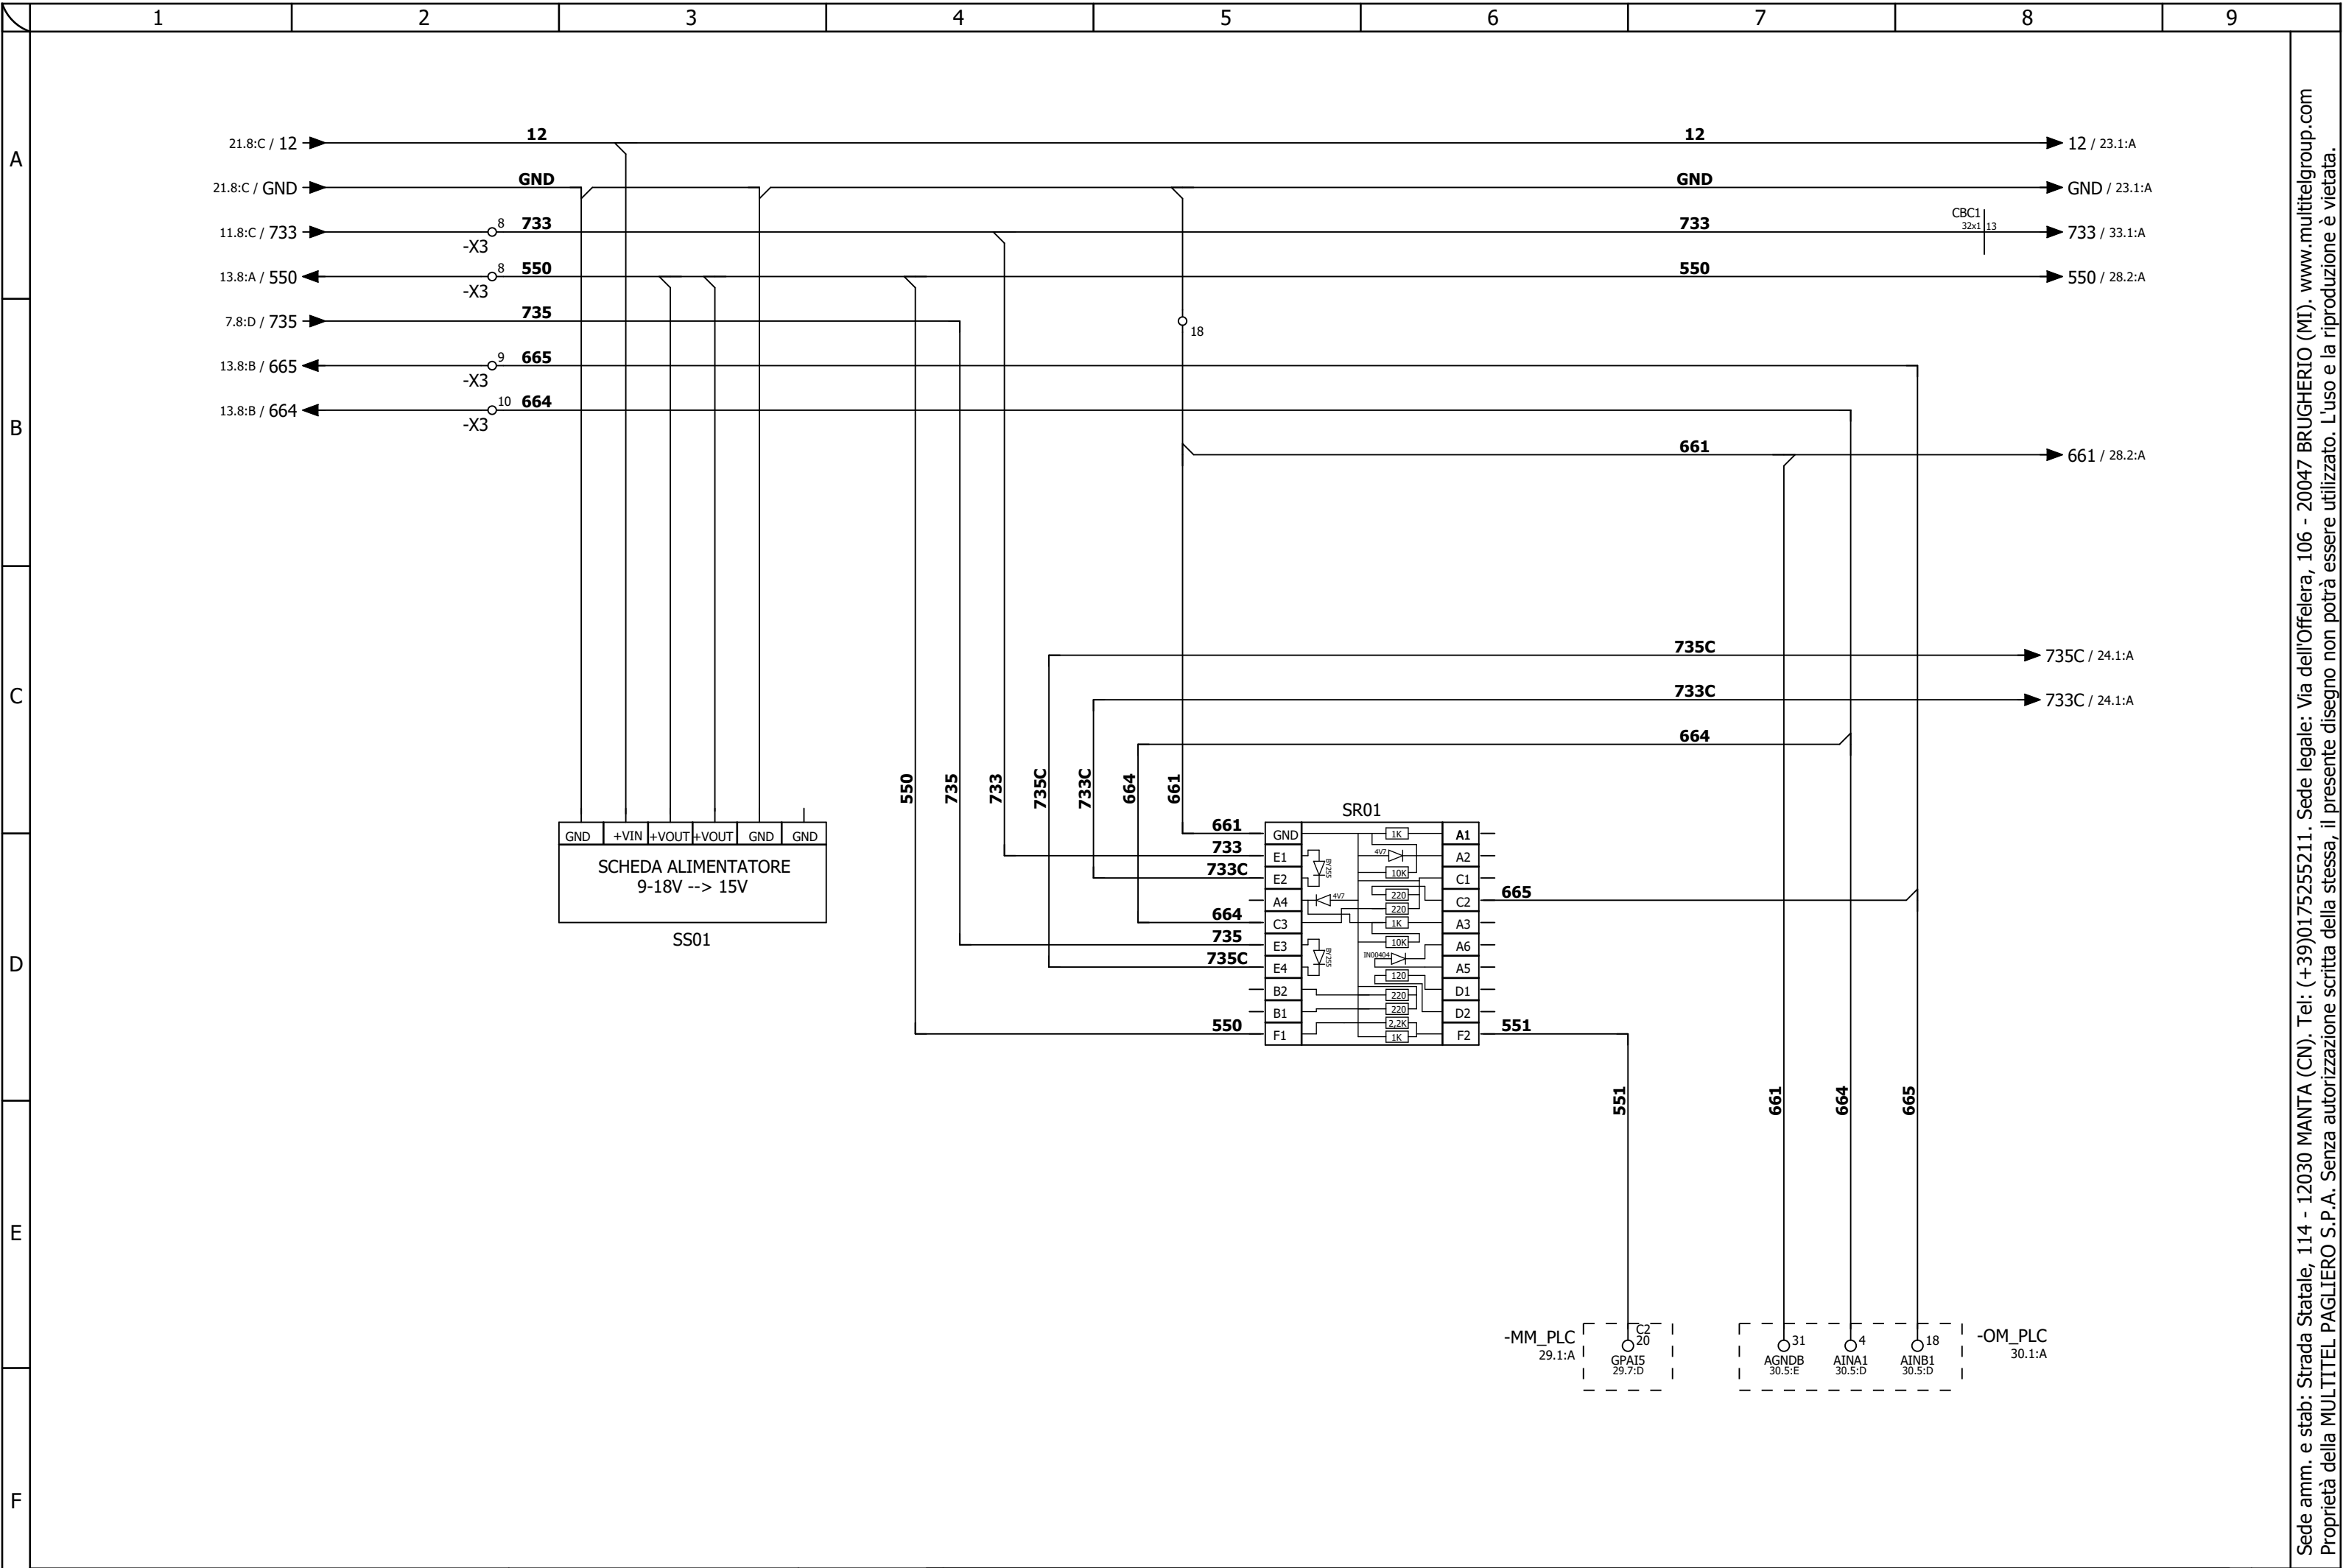 1 2 3 4 5 6 7 8 9
A
B
C
D
E
F
21.8:C / 12
12
12
12 / 23.1:A
21.8:C / GND
GND
GND
GND / 23.1:A
11.8:C / 733
8
-X3
733
733
CBC1
32x1
13
733 / 33.1:A
13.8:A / 550
8
-X3
550
550
550 / 28.2:A
7.8:D / 735
735
18
13.8:B / 665
9
-X3
665
13.8:B / 664
10
-X3
664
661
661 / 28.2:A
735C
735C / 24.1:A
733C
733C / 24.1:A
664
550
735
733
735C
733C
664
661
GND +VIN +VOUT +VOUT GND GND
SCHEDA ALIMENTATORE
9-18V --> 15V
SS01
SR01
661 GND 1K A1
733 E1 BY255 4V7 A2
733C E2 10K C1
A4 4V7 220 C2 665
220
664 C3 1K A3
735 E3 BY255 10K A6
735C E4 IN00404 A5
120
B2 220 D1
B1 220 D2
2,2K
550 F1 1K F2 551
551
661
664
665
-MM_PLC
29.1:A
C2
20
GPAI5
29.7:D
31
AGNDB
30.5:E
4
AINA1
30.5:D
18
AINB1
30.5:D
-OM_PLC
30.1:A
Sede amm. e stab: Strada Statale, 114 - 12030 MANTA (CN). Tel: (+39)0175255211. Sede legale: Via dell'Offelera, 106 - 20047 BRUGHERIO (MI). www.multitelgroup.com
Proprietà della MULTITEL PAGLIERO S.P.A. Senza autorizzazione scritta della stessa, il presente disegno non potrà essere utilizzato. L'uso e la riproduzione è vietata.